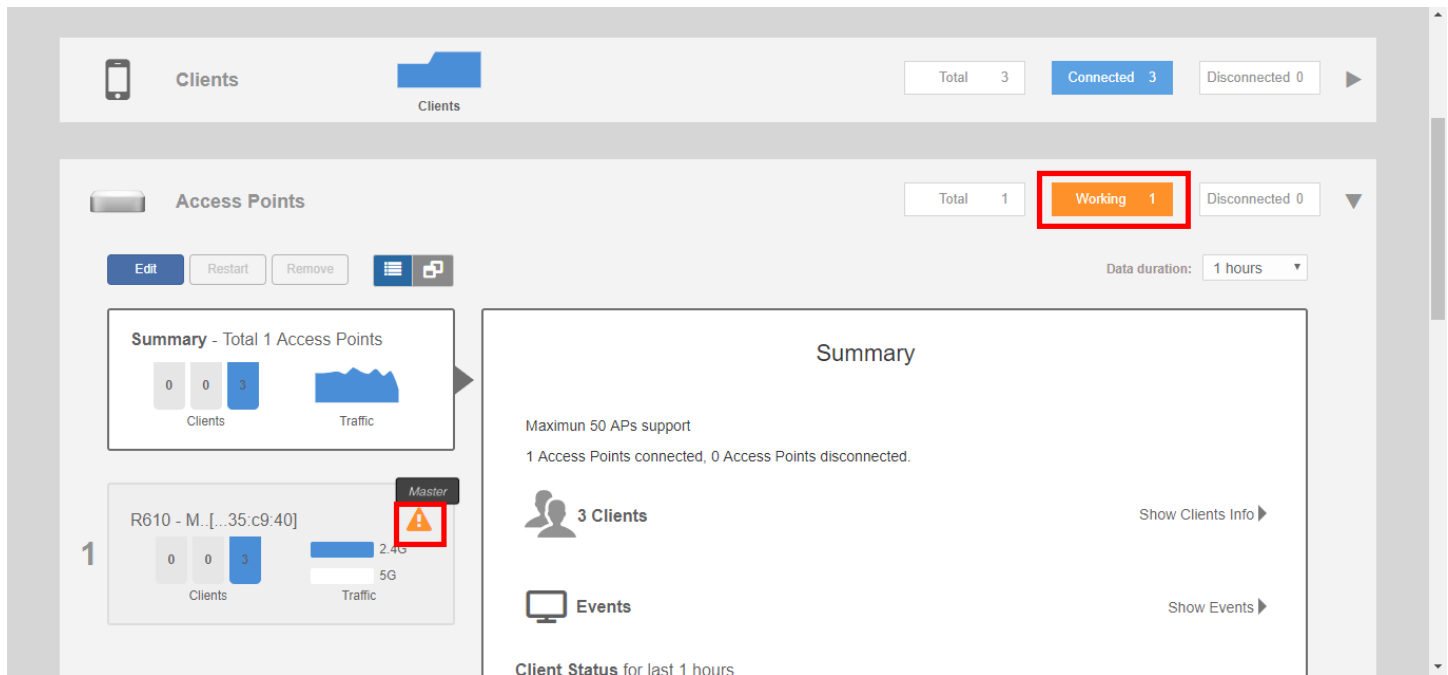 Clients
Clients
Total 3
Connected 3
Disconnected 0
Access Points
Total 1
Working 1
Disconnected 0
Edit
Restart
Remove
Data duration: 1 hours
Summary - Total 1 Access Points
0 0 3
Clients
Traffic
Summary
Maximun 50 APs support
1 Access Points connected, 0 Access Points disconnected.
Master
1
R610 - M..[...35:c9:40]
0 0 3
2.4G
5G
Clients
Traffic
3 Clients
Show Clients Info
Events
Show Events
Client Status for last 1 hours